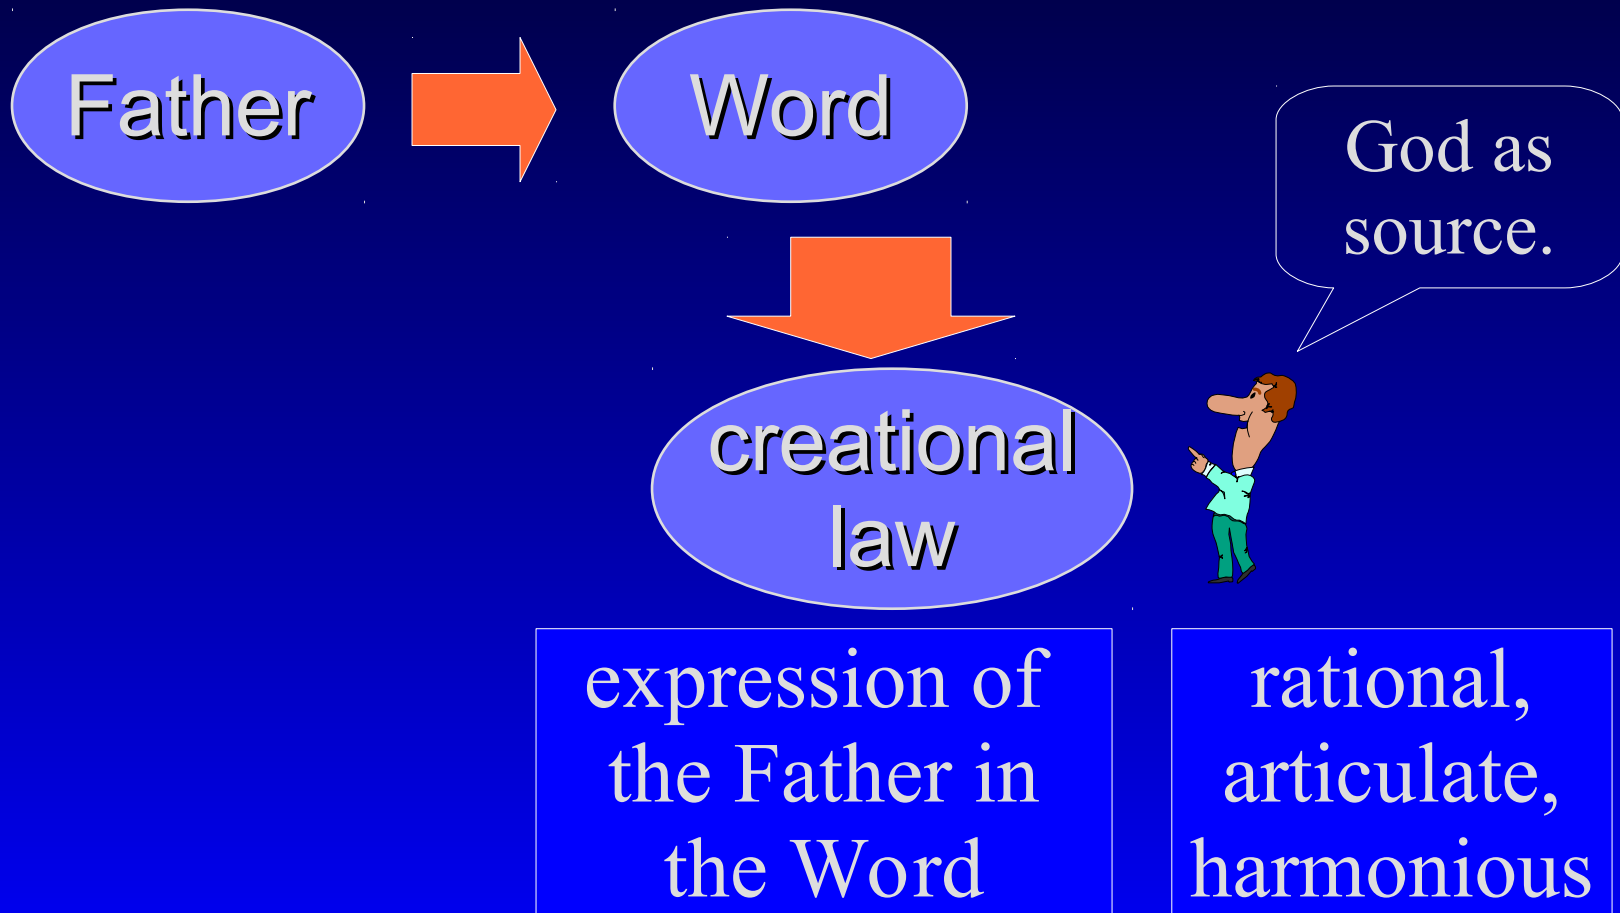 Father
Word
God as
source.
creational
law
expression of
the Father in
the Word
rational,
articulate,
harmonious